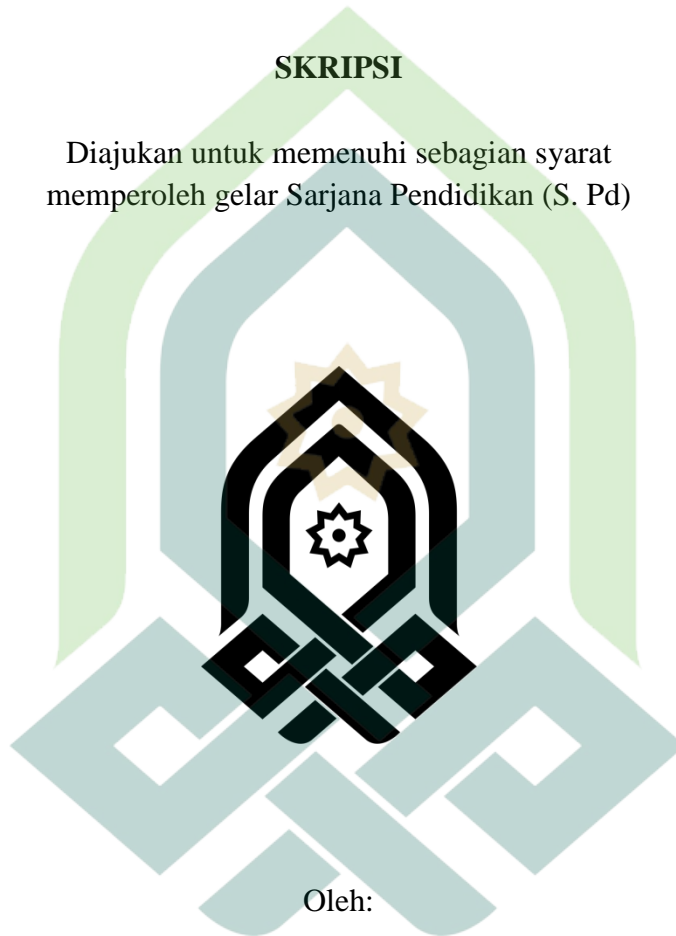 SKRIPSI
Diajukan untuk memenuhi sebagian syarat
memperoleh gelar Sarjana Pendidikan (S. Pd)
Oleh: